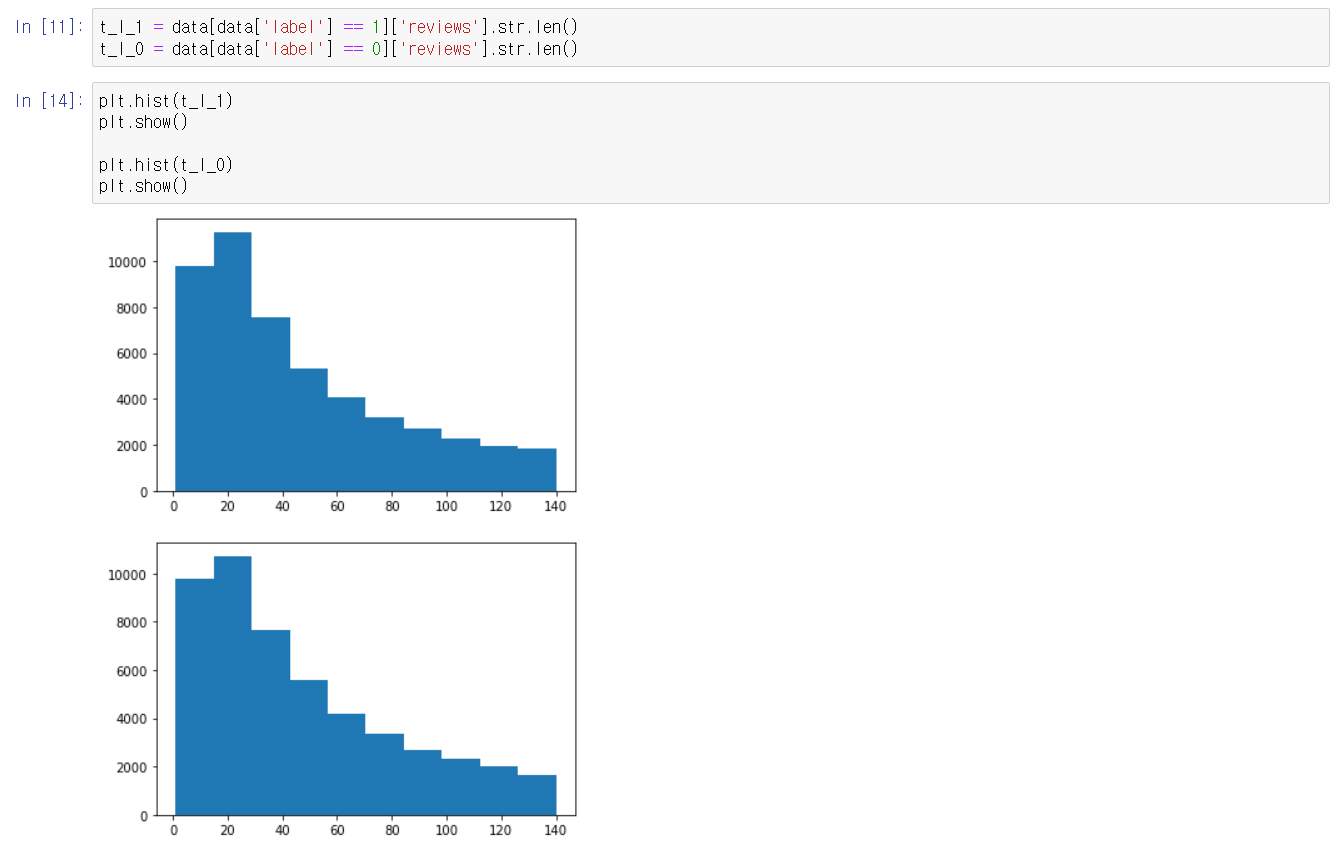 In [11]: t_l_1 = data[data['label'] == 1]['reviews'].str.len()
t_l_0 = data[data['label'] == 0]['reviews'].str.len()
In [14]: plt.hist(t_l_1)
plt.show()
plt.hist(t_l_0)
plt.show()
10000
8000
6000
4000
2000
0
0 20 40 60 80 100 120 140
10000
8000
6000
4000
2000
0
0 20 40 60 80 100 120 140